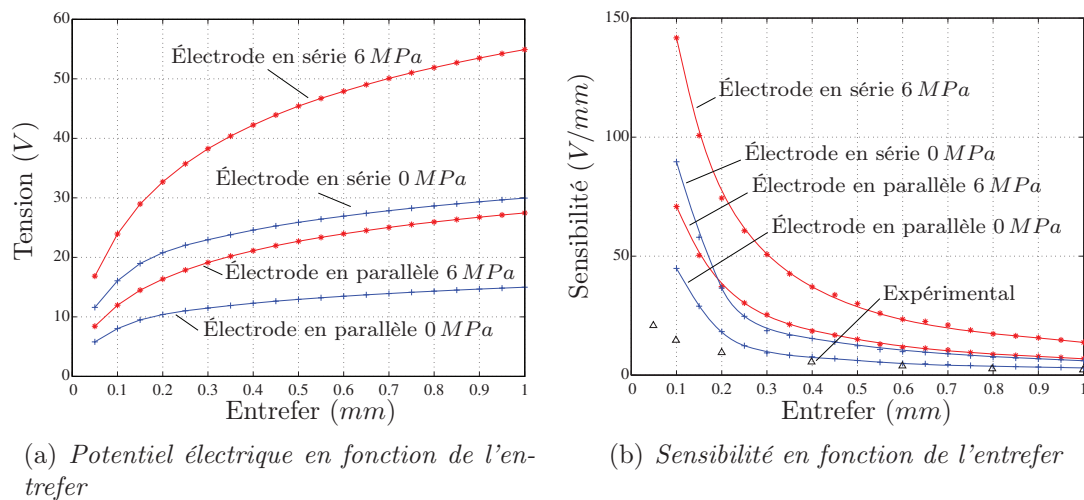 60
50
40
30
20
10
0
Tension (V)
Électrode en série 6 MPa
Électrode en série 0 MPa
Électrode en parallèle 6 MPa
Électrode en parallèle 0 MPa
0 0.1 0.2 0.3 0.4 0.5 0.6 0.7 0.8 0.9 1
Entrefer (mm)
(a) Potentiel électrique en fonction de l'en-
trefer
150
100
50
0
Sensibilité (V/mm)
Électrode en série 6 MPa
Électrode en série 0 MPa
Électrode en parallèle 6 MPa
Électrode en parallèle 0 MPa
Expérimental
0 0.1 0.2 0.3 0.4 0.5 0.6 0.7 0.8 0.9 1
Entrefer (mm)
(b) Sensibilité en fonction de l'entrefer